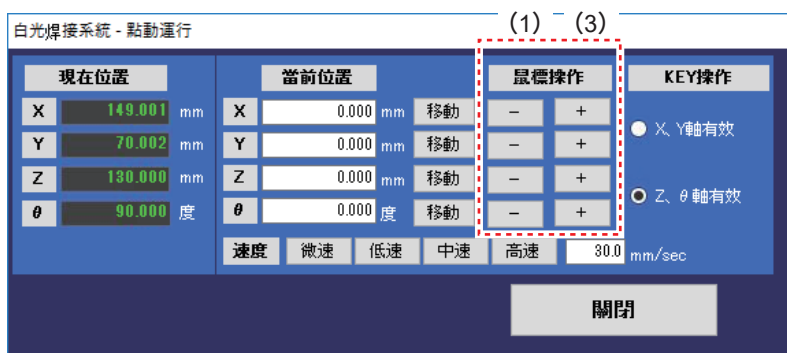 (1) (3)
白光焊接系統 - 點動運行
現在位置 當前位置 鼠標操作 KEY操作
X 149.001 mm X 0.000 mm 移動 － ＋
X、Y軸有效
Y 70.002 mm Y 0.000 mm 移動 － ＋
Z 130.000 mm Z 0.000 mm 移動 － ＋
Z、θ軸有效
θ 90.000 度 θ 0.000 度 移動 － ＋
速度 微速 低速 中速 高速 30.0 mm/sec
關閉